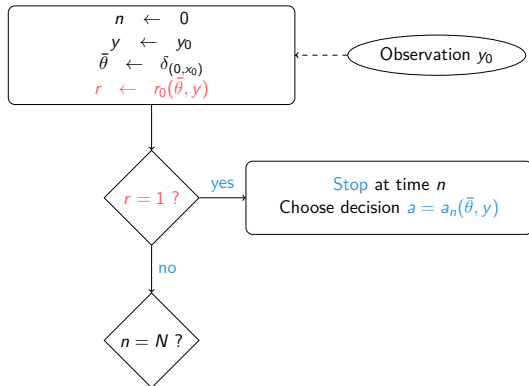 n ← 0
y ← y₀
θ̄ ← δ₍₀,ₓ₀₎
r ← r₀(θ̄, y)
Observation y₀
r = 1 ?
yes
Stop at time n
Choose decision a = aₙ(θ̄, y)
no
n = N ?